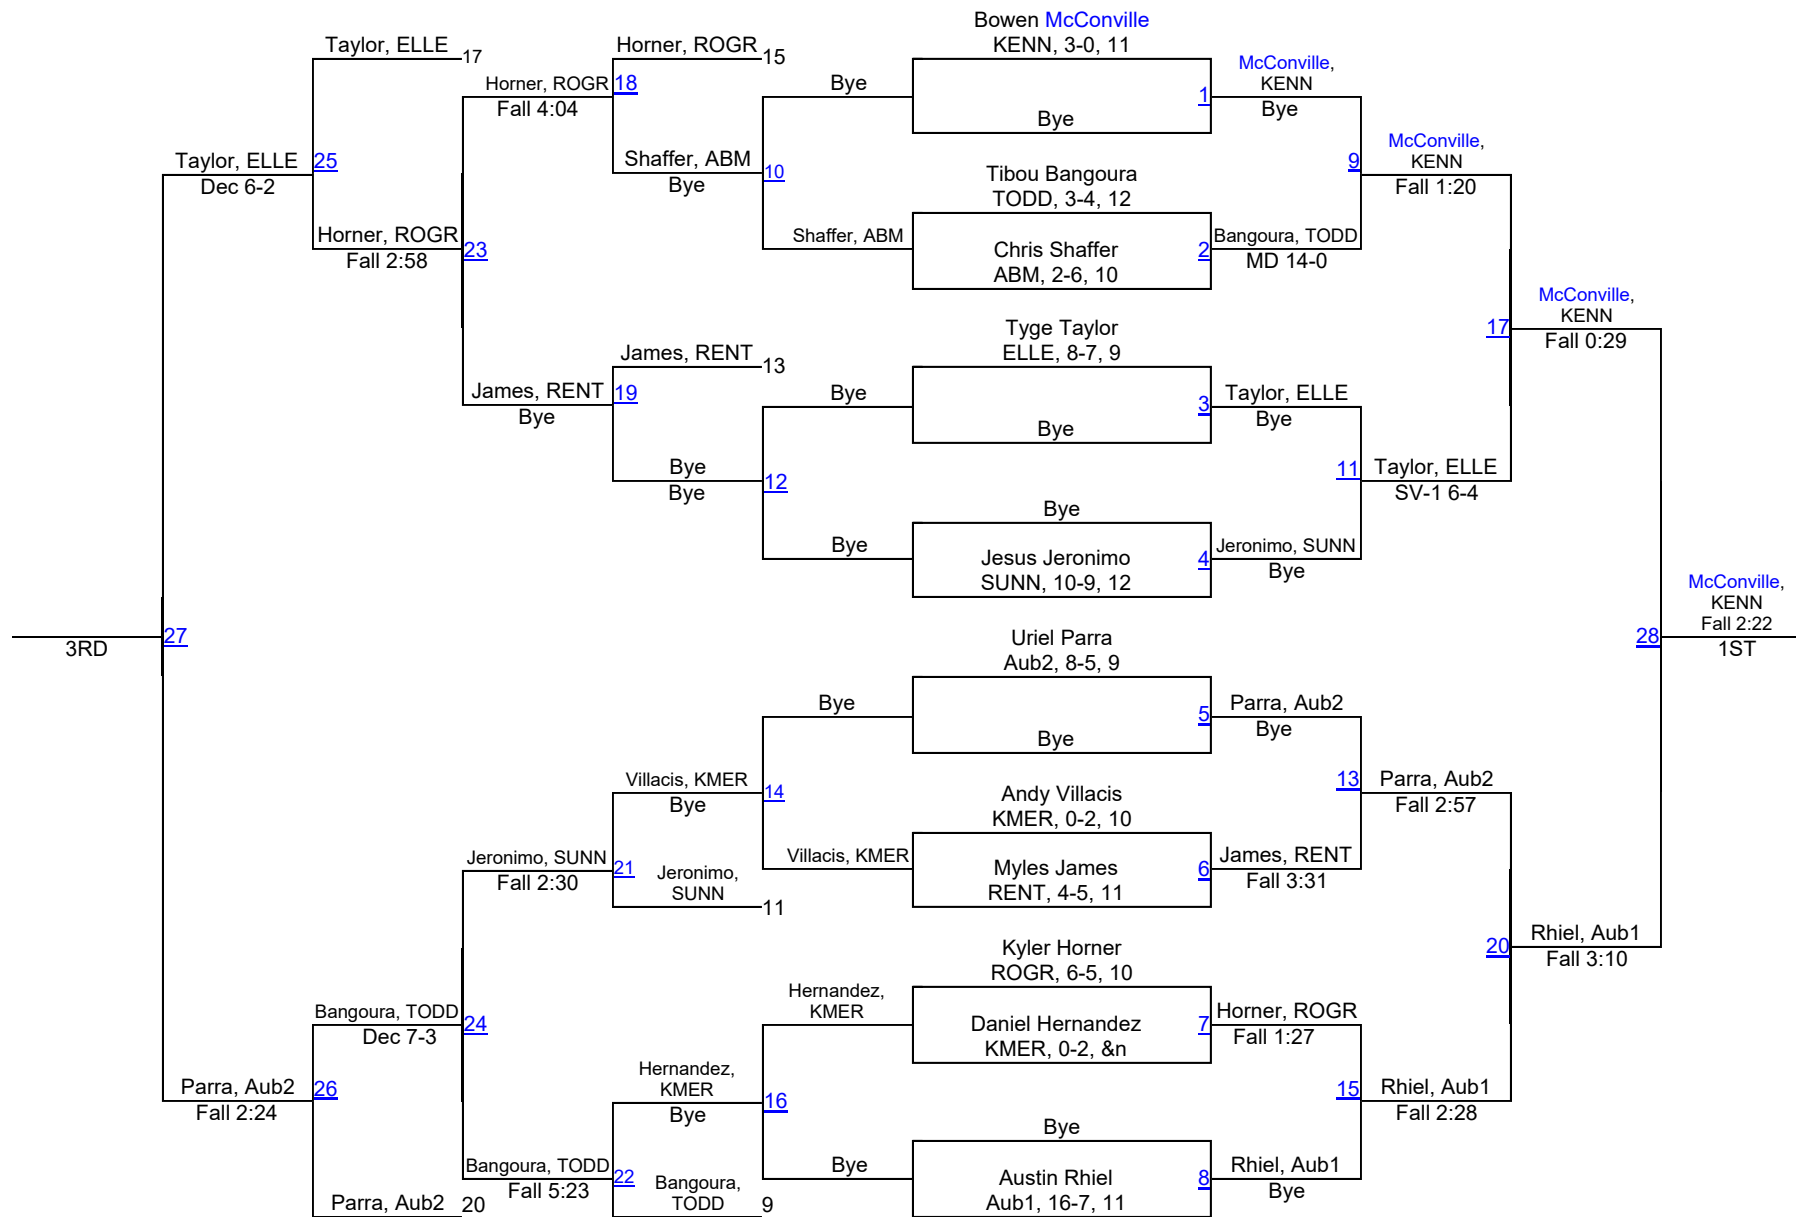 Bowen McConville
KENN, 3-0, 11
Taylor, ELLE
17
Horner, ROGR
15
Horner, ROGR
18
Fall 4:04
Bye
1
McConville,
KENN
Bye
Bye
McConville,
KENN
Fall 1:20
9
Taylor, ELLE
25
Dec 6-2
Shaffer, ABM
10
Bye
Tibou Bangoura
TODD, 3-4, 12
Horner, ROGR
23
Fall 2:58
Shaffer, ABM
Chris Shaffer
ABM, 2-6, 10
2
Bangoura, TODD
MD 14-0
McConville,
KENN
Fall 0:29
17
Tyge Taylor
ELLE, 8-7, 9
James, RENT
13
James, RENT
19
Bye
Bye
3
Taylor, ELLE
Bye
Bye
Bye
12
Bye
11
Taylor, ELLE
SV-1 6-4
Bye
Bye
Jesus Jeronimo
SUNN, 10-9, 12
4
Jeronimo, SUNN
Bye
McConville,
KENN
Fall 2:22
1ST
28
27
3RD
Uriel Parra
Aub2, 8-5, 9
Bye
5
Parra, Aub2
Bye
Bye
Villacis, KMER
14
Bye
Andy Villacis
KMER, 0-2, 10
13
Parra, Aub2
Fall 2:57
Jeronimo, SUNN
21
Fall 2:30
Jeronimo,
SUNN
11
Villacis, KMER
Myles James
RENT, 4-5, 11
6
James, RENT
Fall 3:31
20
Rhiel, Aub1
Fall 3:10
Kyler Horner
ROGR, 6-5, 10
Bangoura, TODD
24
Dec 7-3
Hernandez,
KMER
Daniel Hernandez
KMER, 0-2, &n
7
Horner, ROGR
Fall 1:27
Parra, Aub2
26
Fall 2:24
Hernandez,
KMER
16
Bye
15
Rhiel, Aub1
Fall 2:28
Bye
Bangoura, TODD
22
Fall 5:23
Bangoura,
TODD
9
Bye
Austin Rhiel
Aub1, 16-7, 11
8
Rhiel, Aub1
Bye
Parra, Aub2
20